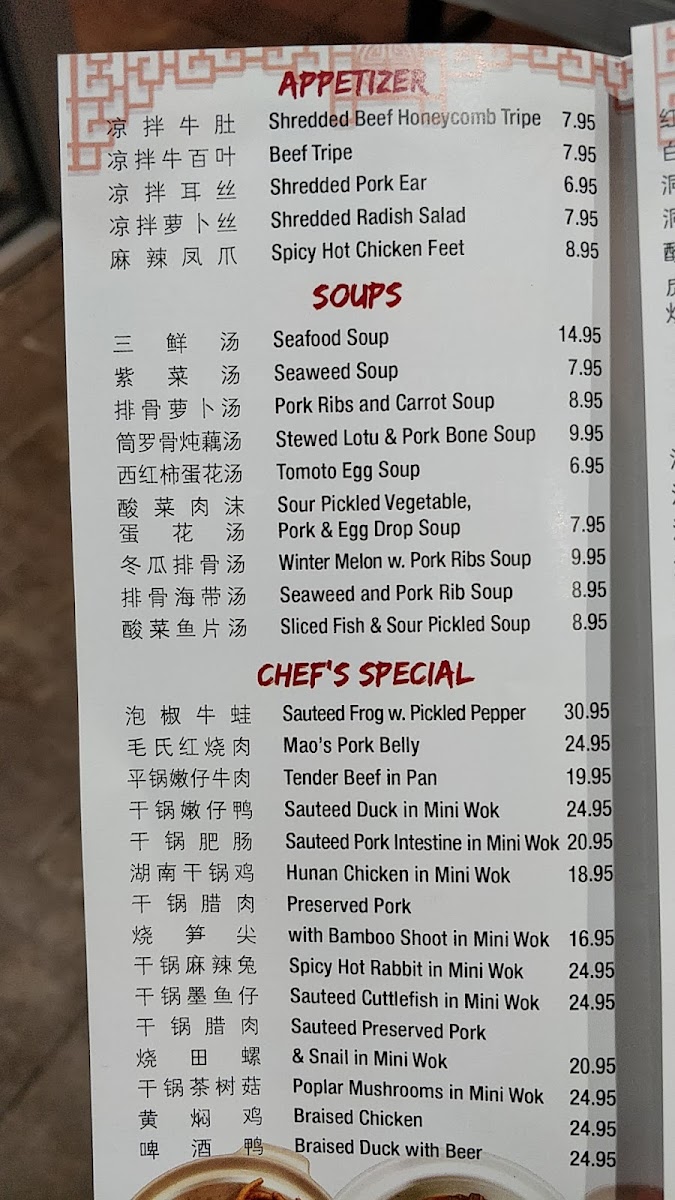 APPETIZER
凉拌牛肚 Shredded Beef Honeycomb Tripe 7.95
凉拌牛百叶 Beef Tripe 7.95
凉拌耳丝 Shredded Pork Ear 6.95
凉拌萝卜丝 Shredded Radish Salad 7.95
麻辣凤爪 Spicy Hot Chicken Feet 8.95
SOUPS
三鲜汤 Seafood Soup 14.95
紫菜汤 Seaweed Soup 7.95
排骨萝卜汤 Pork Ribs and Carrot Soup 8.95
筒罗骨炖藕汤 Stewed Lotu & Pork Bone Soup 9.95
西红柿蛋花汤 Tomoto Egg Soup 6.95
酸菜肉沫 Sour Pickled Vegetable,
蛋花汤 Pork & Egg Drop Soup 7.95
冬瓜排骨汤 Winter Melon w. Pork Ribs Soup 9.95
排骨海带汤 Seaweed and Pork Rib Soup 8.95
酸菜鱼片汤 Sliced Fish & Sour Pickled Soup 8.95
CHEF'S SPECIAL
泡椒牛蛙 Sauteed Frog w. Pickled Pepper 30.95
毛氏红烧肉 Mao's Pork Belly 24.95
平锅嫩仔牛肉 Tender Beef in Pan 19.95
干锅嫩仔鸭 Sauteed Duck in Mini Wok 24.95
干锅肥肠 Sauteed Pork Intestine in Mini Wok 20.95
湖南干锅鸡 Hunan Chicken in Mini Wok 18.95
干锅腊肉 Preserved Pork
烧笋尖 with Bamboo Shoot in Mini Wok 16.95
干锅麻辣兔 Spicy Hot Rabbit in Mini Wok 24.95
干锅墨鱼仔 Sauteed Cuttlefish in Mini Wok 24.95
干锅腊肉 Sauteed Preserved Pork
烧田螺 & Snail in Mini Wok 20.95
干锅茶树菇 Poplar Mushrooms in Mini Wok 24.95
黄焖鸡 Braised Chicken 24.95
啤酒鸭 Braised Duck with Beer 24.95